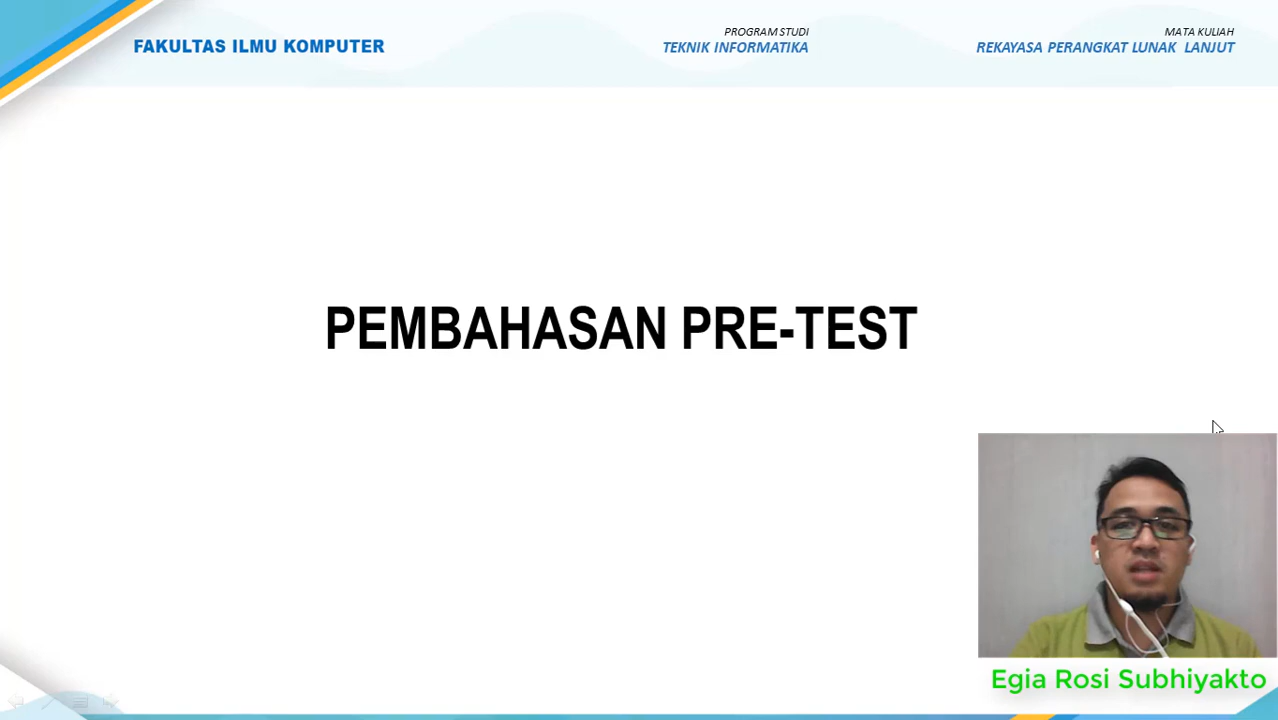 FAKULTAS ILMU KOMPUTER
PROGRAM STUDI
TEKNIK INFORMATIKA
MATA KULIAH
REKAYASA PERANGKAT LUNAK LANJUT
PEMBAHASAN PRE-TEST
Egia Rosi Subhiyakto